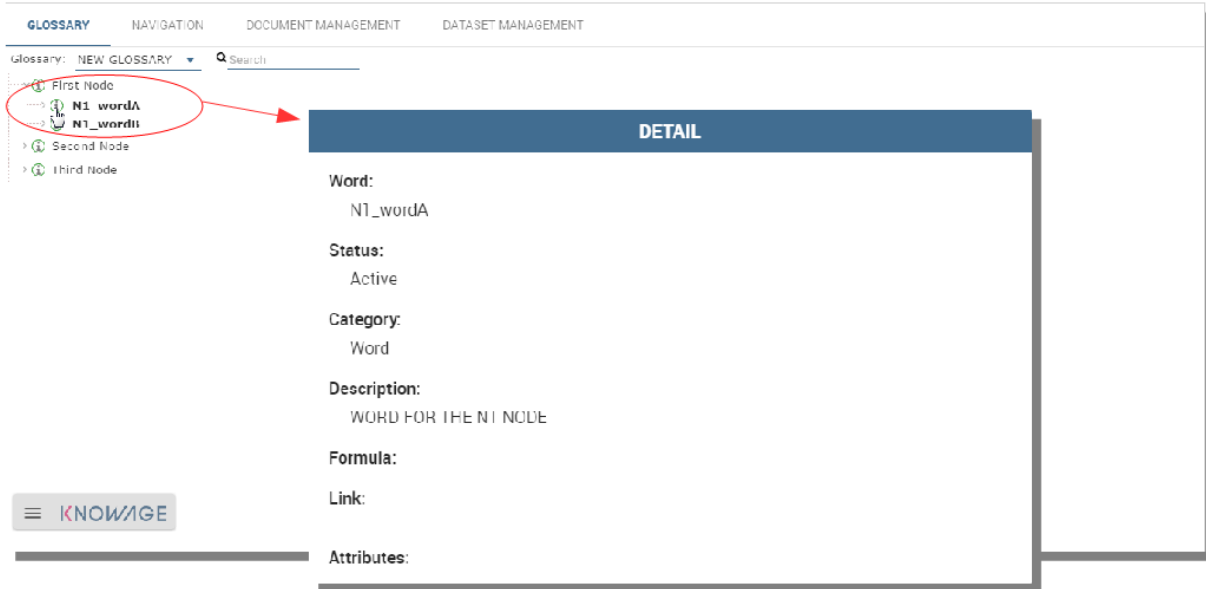 GLOSSARY NAVIGATION DOCUMENT MANAGEMENT DATASET MANAGEMENT
Glossary: NEW GLOSSARY Search
First Node
N1_wordA
N1_wordB
Second Node
Third Node
DETAIL
Word:
N1_wordA
Status:
Active
Category:
Word
Description:
WORD FOR THE N1 NODE
Formula:
Link:
Attributes:
KNOWAGE